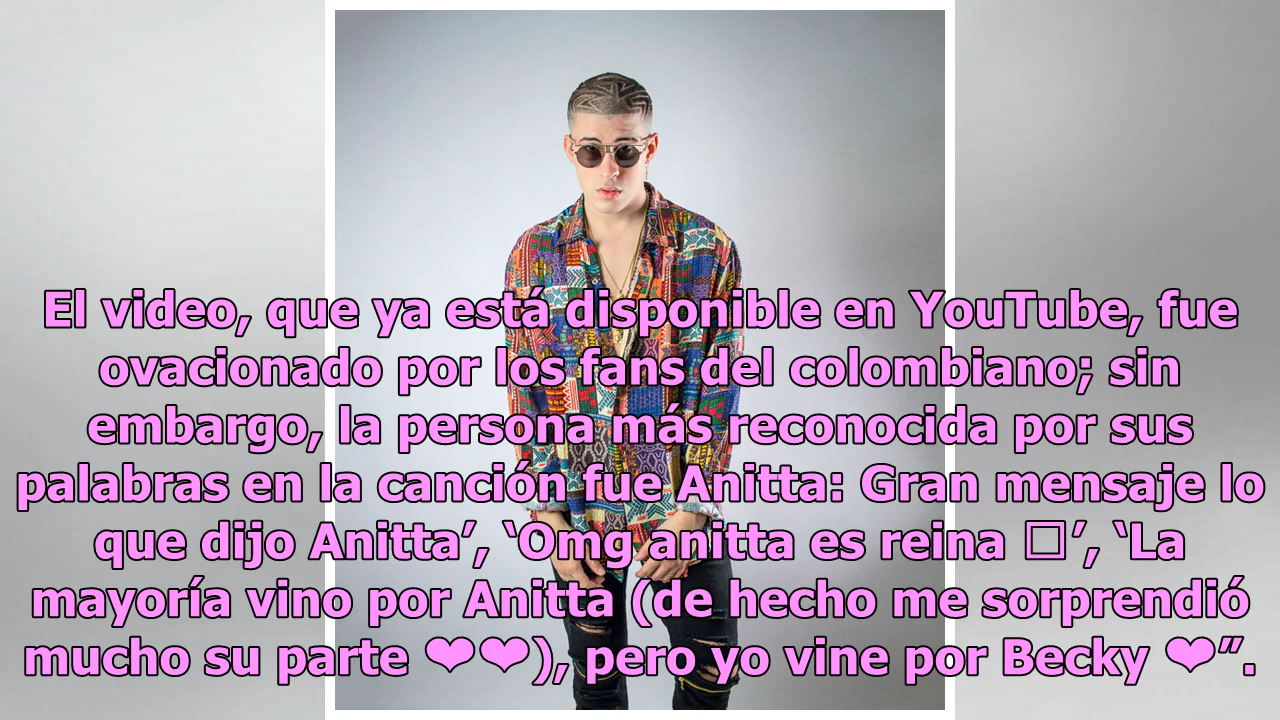 El video, que ya está disponible en YouTube, fue
ovacionado por los fans del colombiano; sin
embargo, la persona más reconocida por sus
palabras en la canción fue Anitta: Gran mensaje lo
que dijo Anitta’, ‘Omg anitta es reina □’, ‘La
mayoría vino por Anitta (de hecho me sorprendió
mucho su parte ❤❤), pero yo vine por Becky ❤”.